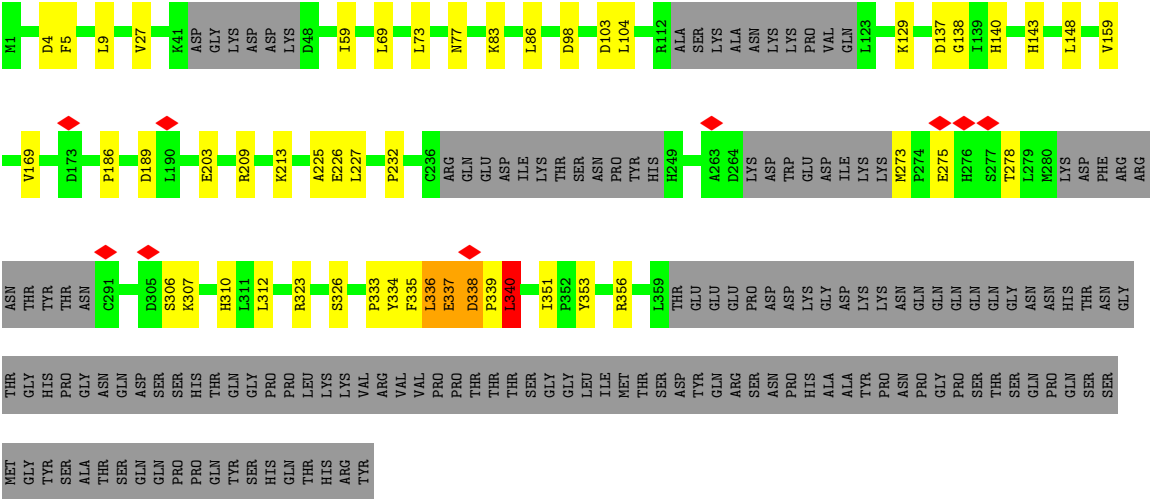 M1 D4 F5 L9 V27 K41 ASP GLY LYS ASP ASP LYS D48 I59 L69 L73 N77 K83 L86 D98 D103 L104 R112 ALA SER LYS ALA ASN LYS LYS PRO VAL GLN L123 K129 D137 G138 I139 H140 H143 L148 V159
V169 D173 P186 D189 L190 E203 R209 K213 A225 E226 L227 P232 C236 ARG GLN GLU ASP ILE LYS THR SER ASN PRO TYR HIS H249 A263 D264 LYS ASP TRP GLU ASP ILE LYS LYS M273 P274 E275 H276 S277 T278 L279 M280 LYS ASP PHE ARG ARG
ASN THR TYR THR ASN C291 D305 S306 K307 H310 L311 L312 R323 S326 P333 Y334 F335 L336 E337 D338 P339 L340 I351 P352 Y353 R356 L359 THR GLU GLU GLU PRO ASP ASP LYS GLY ASP LYS LYS ASN GLN GLN GLN GLN GLN GLY ASN ASN HIS THR ASN GLY
THR GLY HIS PRO GLY ASN GLN ASP SER SER HIS THR GLN GLY PRO PRO LEU LYS LYS VAL ARG VAL VAL PRO PRO THR THR THR SER GLY GLY LEU ILE MET THR SER ASP TYR GLN ARG SER ASN PRO HIS ALA ALA TYR PRO ASN PRO GLY PRO SER THR SER GLN PRO GLN SER SER
MET GLY TYR SER ALA THR SER GLN GLN PRO PRO GLN TYR SER HIS GLN THR HIS ARG TYR